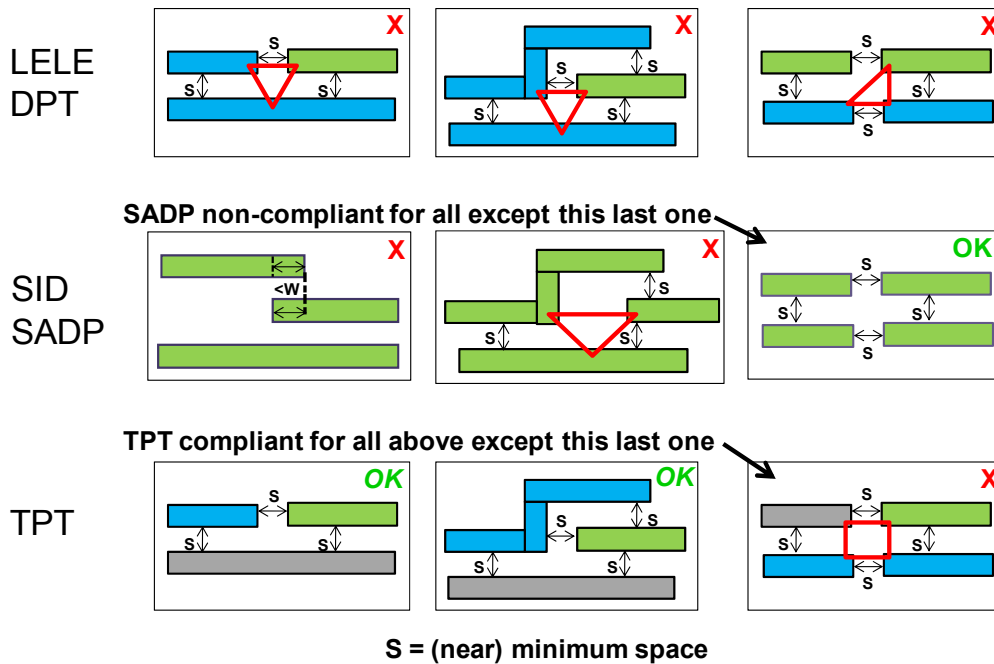 LELE
DPT
X
S
S
S
X
S
S
S
S
X
S
S
S
S
SADP non-compliant for all except this last one
SID
SADP
X
<W
X
S
S
S
OK
S
S
S
S
TPT compliant for all above except this last one
TPT
OK
S
S
S
OK
S
S
S
S
X
S
S
S
S
S = (near) minimum space